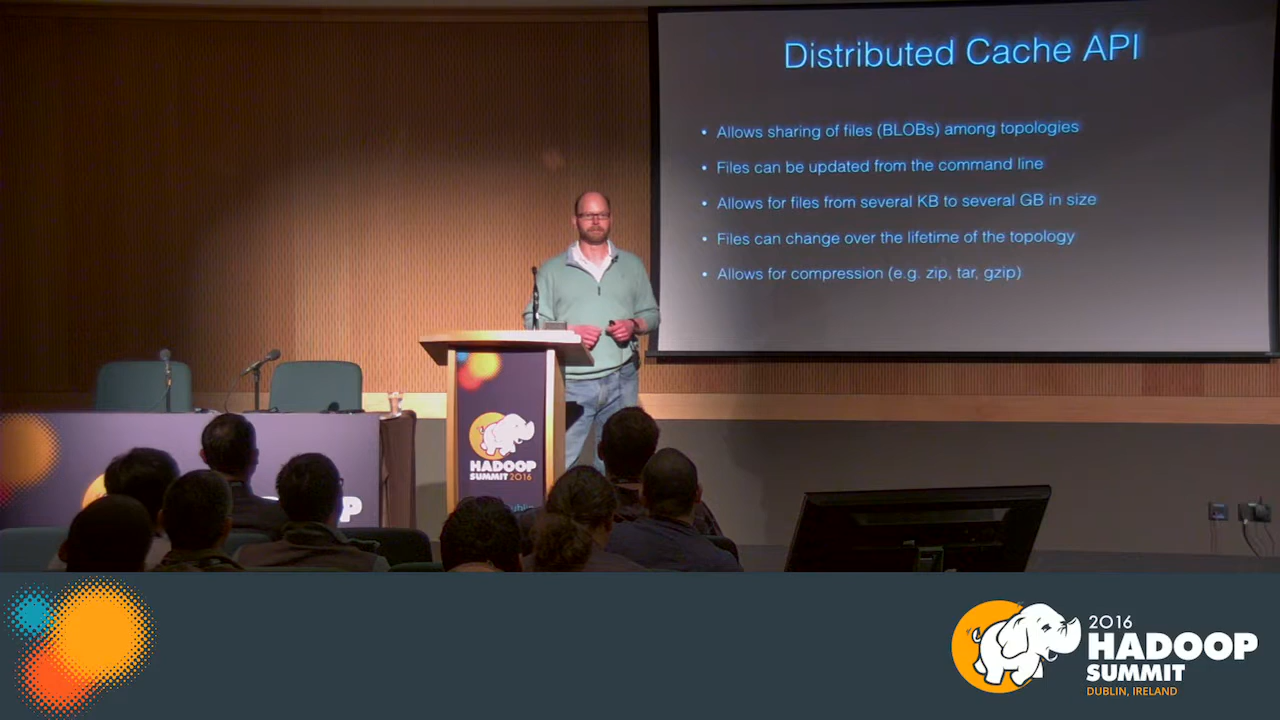 Distributed Cache API
• Allows sharing of files (BLOBs) among topologies
• Files can be updated from the command line
• Allows for files from several KB to several GB in size
• Files can change over the lifetime of the topology
• Allows for compression (e.g. zip, tar, gzip)
HADOOP
SUMMIT 2016
2016
HADOOP
SUMMIT
DUBLIN, IRELAND